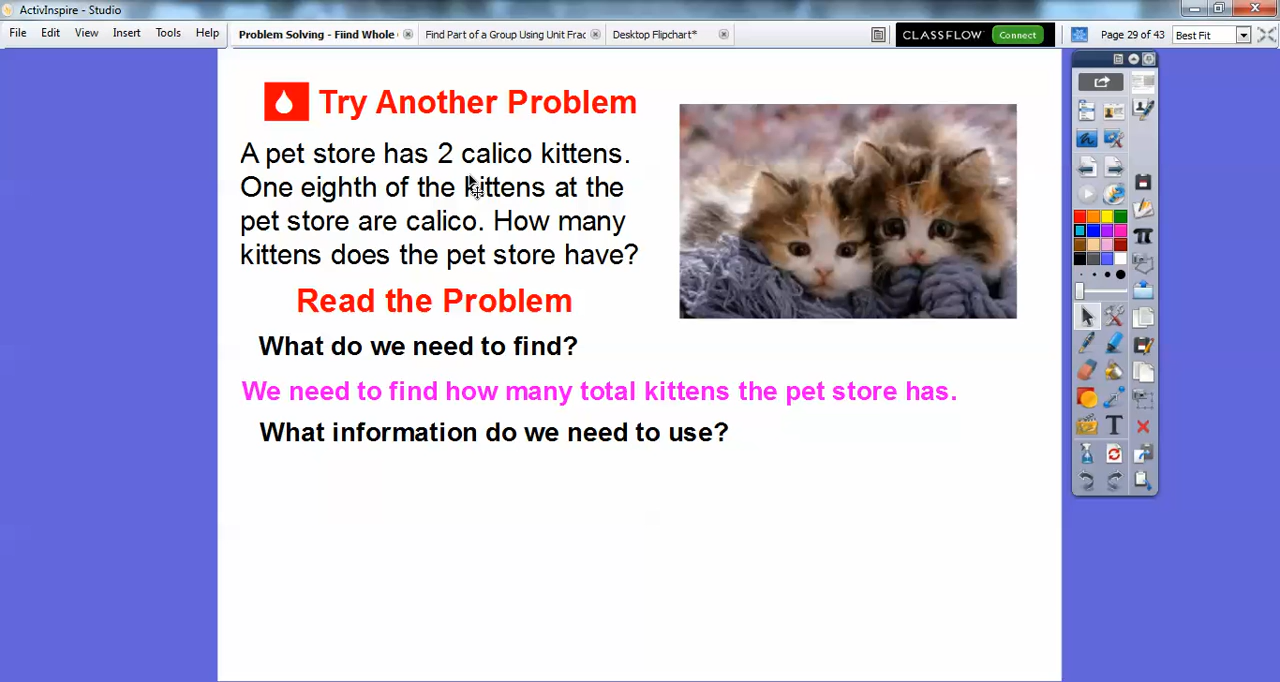 ActivInspire - Studio
File Edit View Insert Tools Help
Problem Solving - Fiind Whole
Find Part of a Group Using Unit Frac
Desktop Flipchart*
CLASSFLOW Connect
Page 29 of 43
Best Fit
Try Another Problem
A pet store has 2 calico kittens.
One eighth of the kittens at the
pet store are calico. How many
kittens does the pet store have?
Read the Problem
What do we need to find?
We need to find how many total kittens the pet store has.
What information do we need to use?